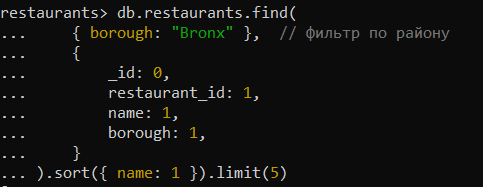 restaurants> db.restaurants.find(
...     { borough: "Bronx" },  // фильтр по району
...     {
...         _id: 0,
...         restaurant_id: 1,
...         name: 1,
...         borough: 1,
...     }
... ).sort({ name: 1 }).limit(5)